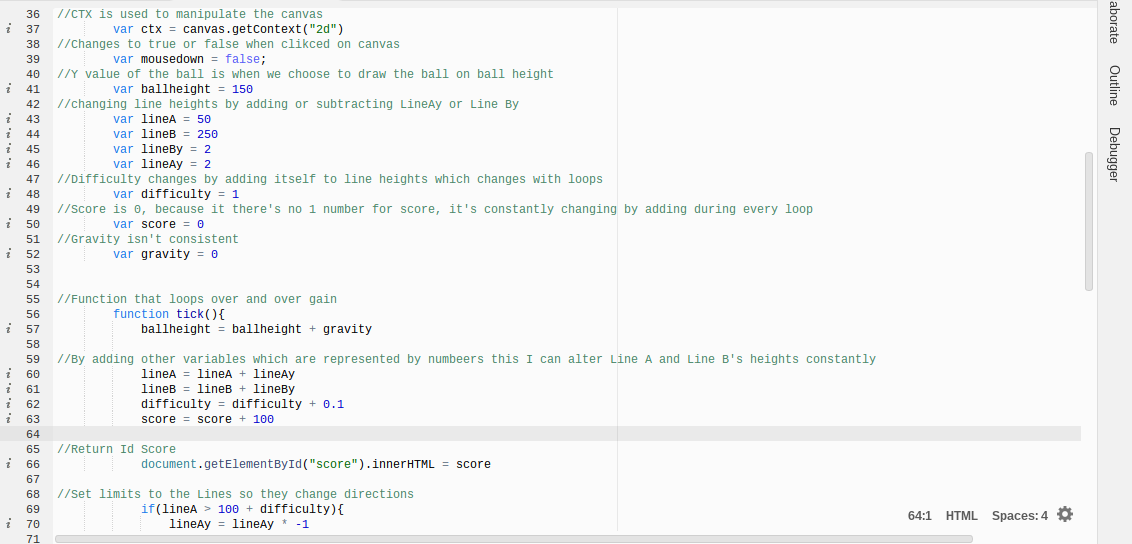 36 //CTX is used to manipulate the canvas
37 var ctx = canvas.getContext("2d")
38 //Changes to true or false when clikced on canvas
39 var mousedown = false;
40 //Y value of the ball is when we choose to draw the ball on ball height
41 var ballheight = 150
42 //changing line heights by adding or subtracting LineAy or Line By
43 var lineA = 50
44 var lineB = 250
45 var lineBy = 2
46 var lineAy = 2
47 //Difficulty changes by adding itself to line heights which changes with loops
48 var difficulty = 1
49 //Score is 0, because it there's no 1 number for score, it's constantly changing by adding during every loop
50 var score = 0
51 //Gravity isn't consistent
52 var gravity = 0
53
54
55 //Function that loops over and over gain
56 function tick(){
57 ballheight = ballheight + gravity
58
59 //By adding other variables which are represented by numbeers this I can alter Line A and Line B's heights constantly
60 lineA = lineA + lineAy
61 lineB = lineB + lineBy
62 difficulty = difficulty + 0.1
63 score = score + 100
64
65 //Return Id Score
66 document.getElementById("score").innerHTML = score
67
68 //Set limits to the Lines so they change directions
69 if(lineA > 100 + difficulty){
70 lineAy = lineAy * -1
71
64:1 HTML Spaces: 4
aborate
Outline
Debugger